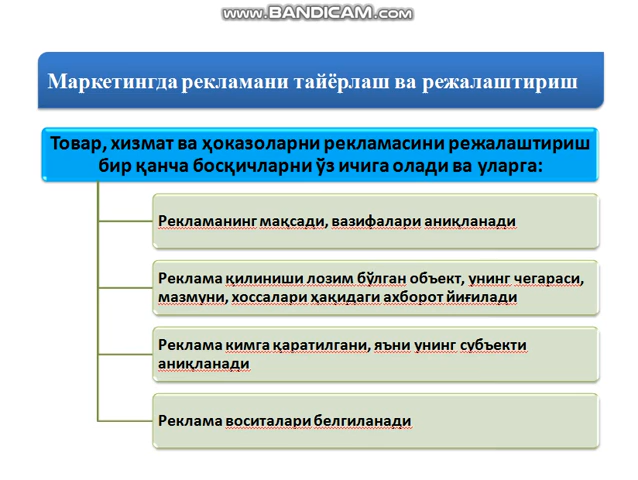 www.BANDICAM.com
Маркетингда рекламани тайёрлаш ва режалаштириш
Товар, хизмат ва ҳоказоларни рекламасини режалаштириш
бир қанча босқичларни ўз ичига олади ва уларга:
Рекламанинг мақсади, вазифалари аниқланади
Реклама қилиниши лозим бўлган объект, унинг чегараси,
мазмуни, хоссалари ҳақидаги ахборот йиғилади
Реклама кимга қаратилгани, яъни унинг субъекти
аниқланади
Реклама воситалари белгиланади